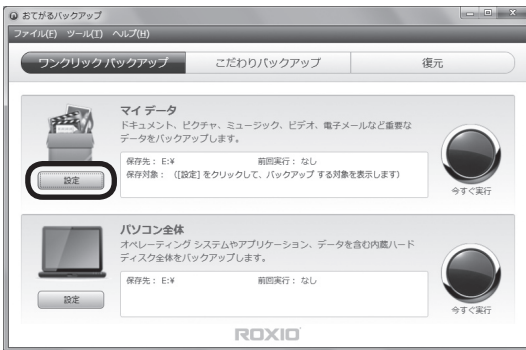 おてがるバックアップ
ファイル(F) ツール(T) ヘルプ(H)
ワンクリック バックアップ こだわりバックアップ 復元
マイ データ
ドキュメント、ピクチャ、ミュージック、ビデオ、電子メールなど重要な
データをバックアップします。
設定
保存先： E:¥ 前回実行： なし
保存対象： （[設定] をクリックして、バックアップ する対象を表示します）
今すぐ実行
パソコン全体
オペレーティング システムやアプリケーション、データを含む内蔵ハード
ディスク全体をバックアップします。
設定
保存先： E:¥ 前回実行： なし
今すぐ実行
ROXIO